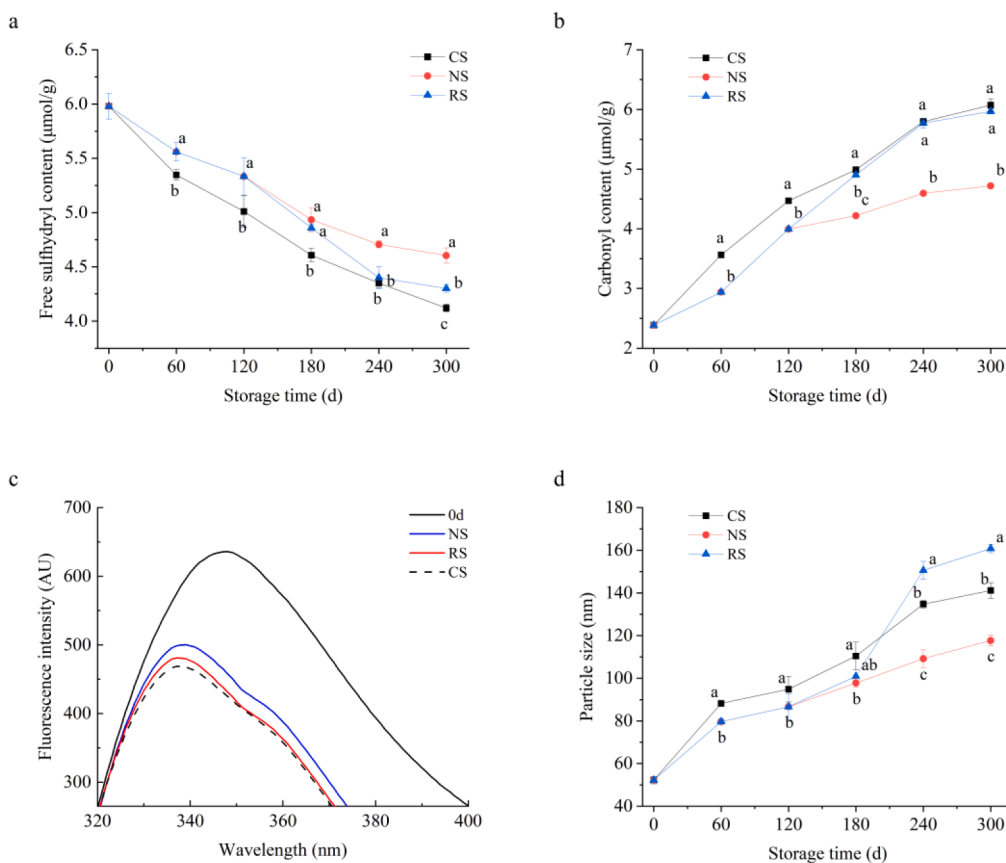 a
Free sulfhydryl content (μmol/g)
6.5
6.0
5.5
5.0
4.5
4.0
CS
NS
RS
a
a
a
a
a
a
b
b
b
b
b
b
c
0 60 120 180 240 300
Storage time (d)
b
Carbonyl content (μmol/g)
7
6
5
4
3
2
CS
NS
RS
a
a
a
a
a
a
b
b
b
c
b
b
a
0 60 120 180 240 300
Storage time (d)
c
Fluorescence intensity (AU)
700
600
500
400
300
0d
NS
RS
CS
320 340 360 380 400
Wavelength (nm)
d
Particle size (nm)
180
160
140
120
100
80
60
40
CS
NS
RS
a
a
b
b
a
ab
a
a
b
b
b
c
c
0 60 120 180 240 300
Storage time (d)